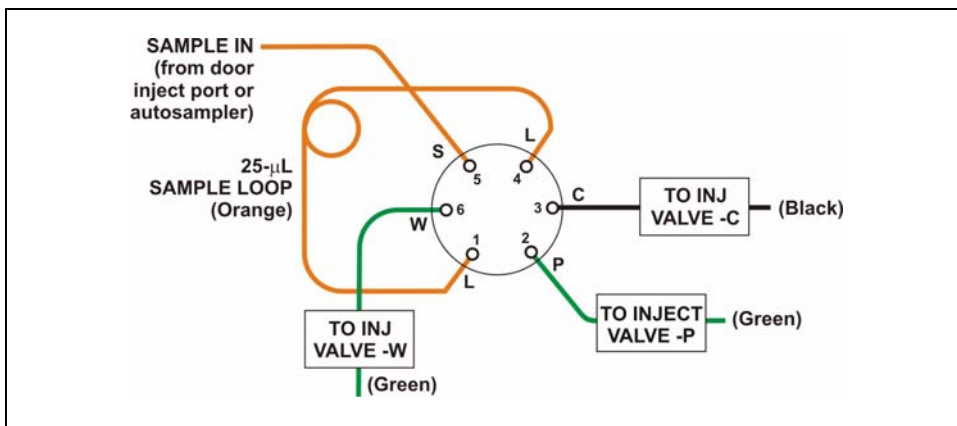 SAMPLE IN
(from door
inject port or
autosampler)
25-μL
SAMPLE LOOP
(Orange)
S
L
5
4
C
3
6
W
1
2
L
P
TO INJ
VALVE -C
(Black)
TO INJECT
VALVE -P
(Green)
TO INJ
VALVE -W
(Green)